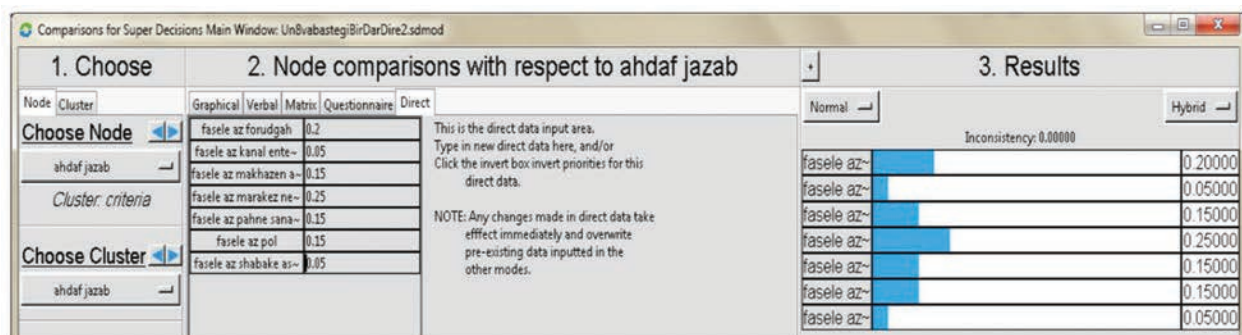 Comparisons for Super Decisions Main Window: Un8vabastegiBirDarDire2.sdmod
1. Choose
Node Cluster
Choose Node
ahdaf jazab
Cluster: criteria
Choose Cluster
ahdaf jazab
2. Node comparisons with respect to ahdaf jazab
Graphical Verbal Matrix Questionnaire Direct
fasele az forudgah 0.2
fasele az kanal ente~ 0.05
fasele az makhazen a~ 0.15
fasele az marakez ne~ 0.25
fasele az pahne sana~ 0.15
fasele az pol 0.15
fasele az shabake as~ 0.05
This is the direct data input area.
Type in new direct data here, and/or
Click the invert box invert priorities for this
direct data.
NOTE: Any changes made in direct data take
efffect immediately and overwrite
pre-existing data inputted in the
other modes.
+ 3. Results
Normal Hybrid
Inconsistency: 0.00000
fasele az~ 0.20000
fasele az~ 0.05000
fasele az~ 0.15000
fasele az~ 0.25000
fasele az~ 0.15000
fasele az~ 0.15000
fasele az~ 0.05000